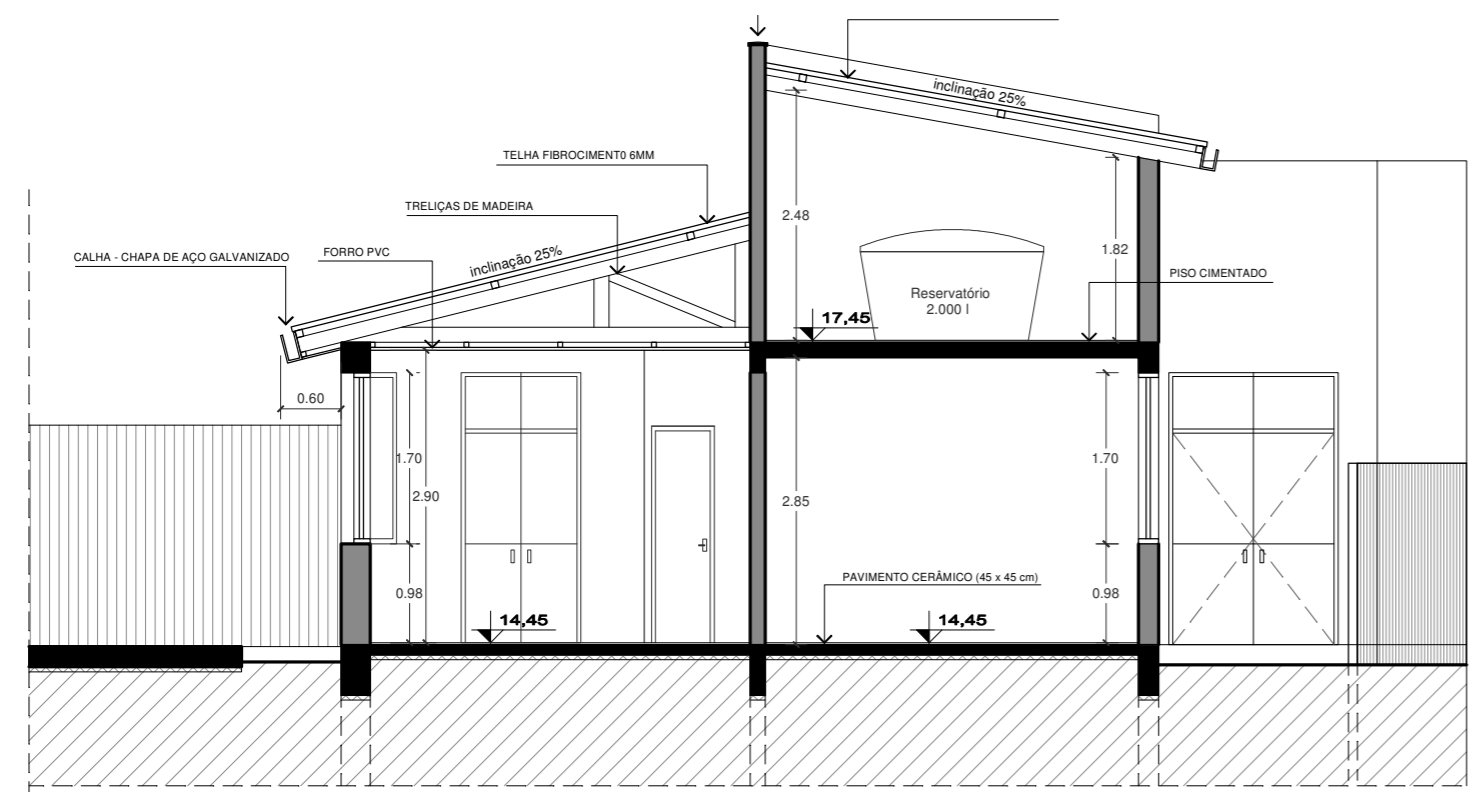 inclinação 25%
TELHA FIBROCIMENT0 6MM
TRELIÇAS DE MADEIRA
2.48
1.82
CALHA - CHAPA DE AÇO GALVANIZADO
FORRO PVC
inclinação 25%
PISO CIMENTADO
Reservatório
2.000 l
17,45
0.60
1.70
2.90
1.70
2.85
0.98
PAVIMENTO CERÂMICO (45 x 45 cm)
0.98
14,45
14,45